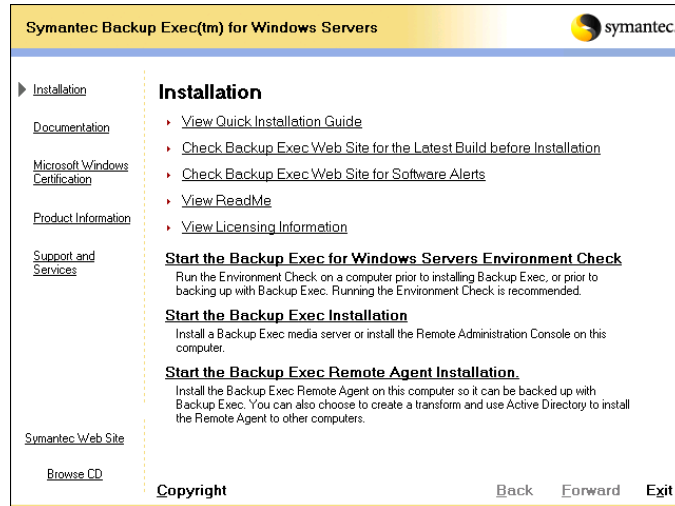 Symantec Backup Exec(tm) for Windows Servers
symantec.
Installation
Documentation
Microsoft Windows
Certification
Product Information
Support and
Services
Symantec Web Site
Browse CD
Installation
View Quick Installation Guide
Check Backup Exec Web Site for the Latest Build before Installation
Check Backup Exec Web Site for Software Alerts
View ReadMe
View Licensing Information
Start the Backup Exec for Windows Servers Environment Check
Run the Environment Check on a computer prior to installing Backup Exec, or prior to
backing up with Backup Exec. Running the Environment Check is recommended.
Start the Backup Exec Installation
Install a Backup Exec media server or install the Remote Administration Console on this
computer.
Start the Backup Exec Remote Agent Installation.
Install the Backup Exec Remote Agent on this computer so it can be backed up with
Backup Exec. You can also choose to create a transform and use Active Directory to install
the Remote Agent to other computers.
Copyright
Back
Forward
Exit